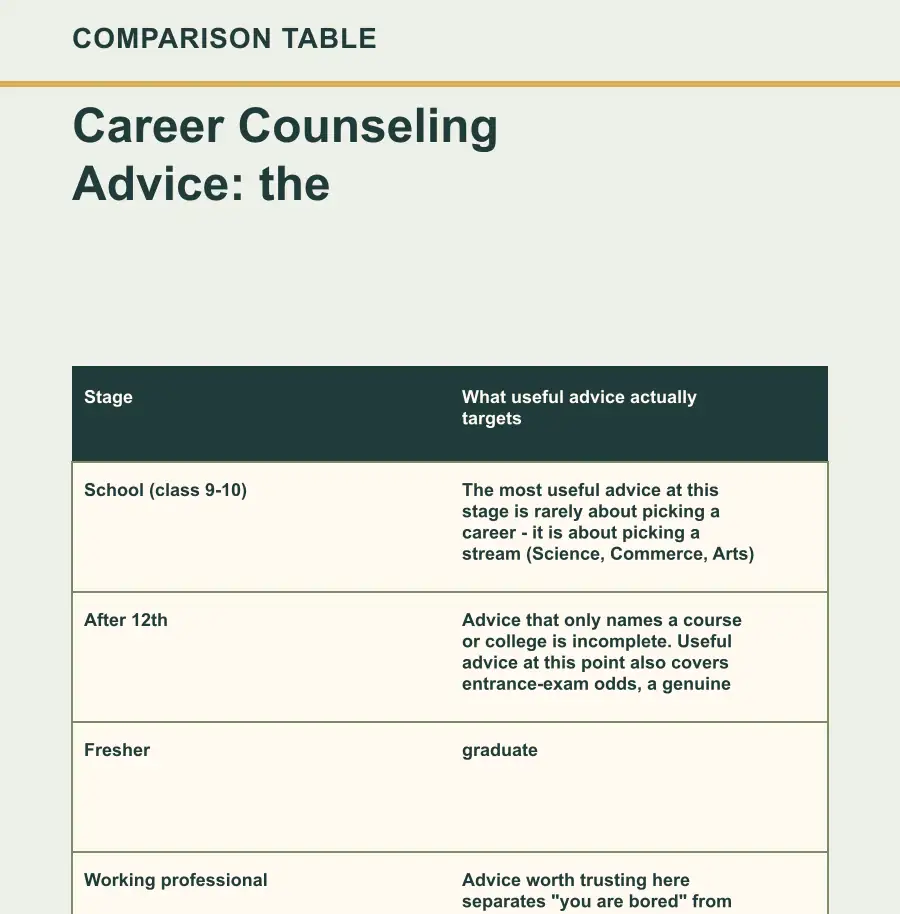 COMPARISON TABLE
Career Counseling
Advice: the
Stage
What useful advice actually
targets
School (class 9-10)
The most useful advice at this
stage is rarely about picking a
career - it is about picking a
stream (Science, Commerce, Arts)
After 12th
Advice that only names a course
or college is incomplete. Useful
advice at this point also covers
entrance-exam odds, a genuine
Fresher
graduate
Working professional
Advice worth trusting here
separates "you are bored" from